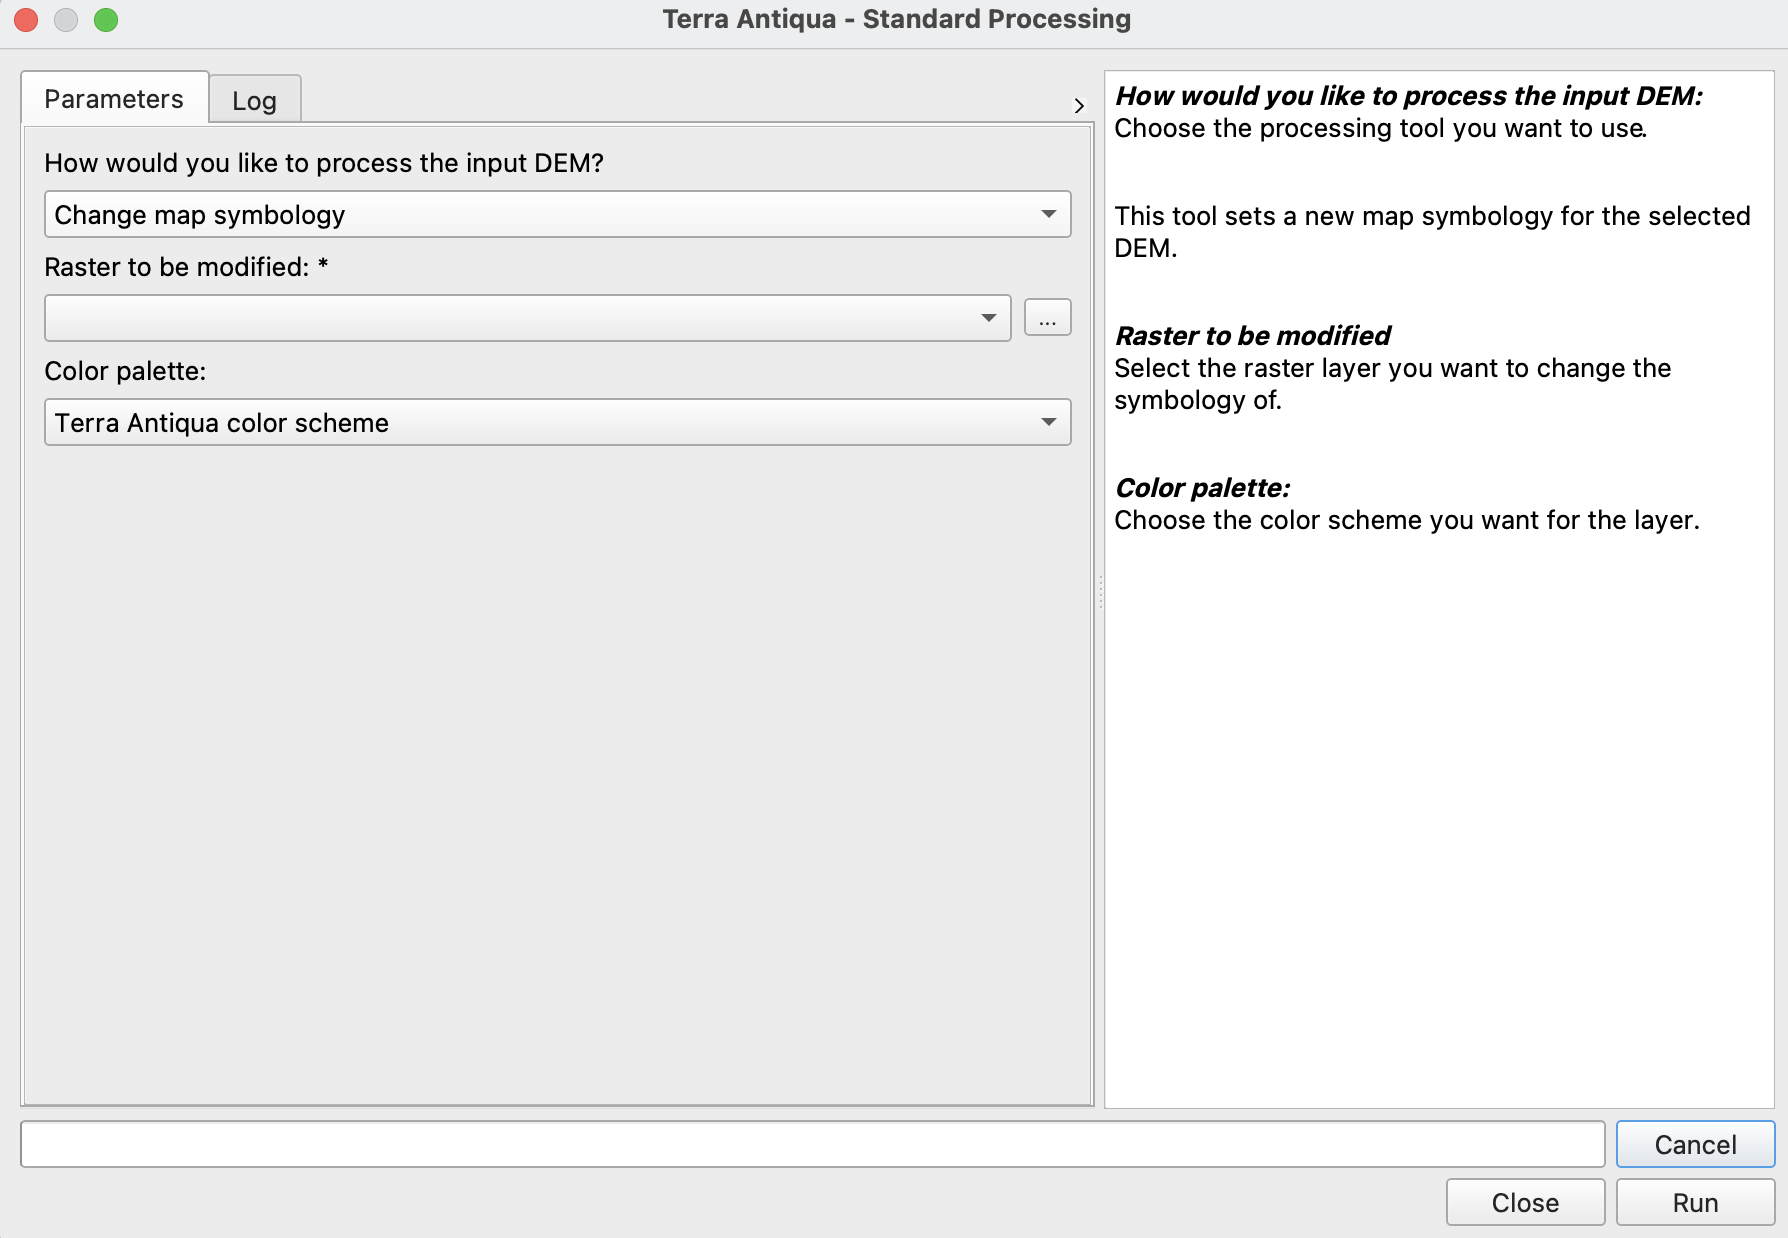 Terra Antiqua - Standard Processing
Parameters
Log
How would you like to process the input DEM?
Change map symbology
Raster to be modified: *
...
Color palette:
Terra Antiqua color scheme
How would you like to process the input DEM:
Choose the processing tool you want to use.
This tool sets a new map symbology for the selected
DEM.
Raster to be modified
Select the raster layer you want to change the
symbology of.
Color palette:
Choose the color scheme you want for the layer.
Cancel
Close
Run